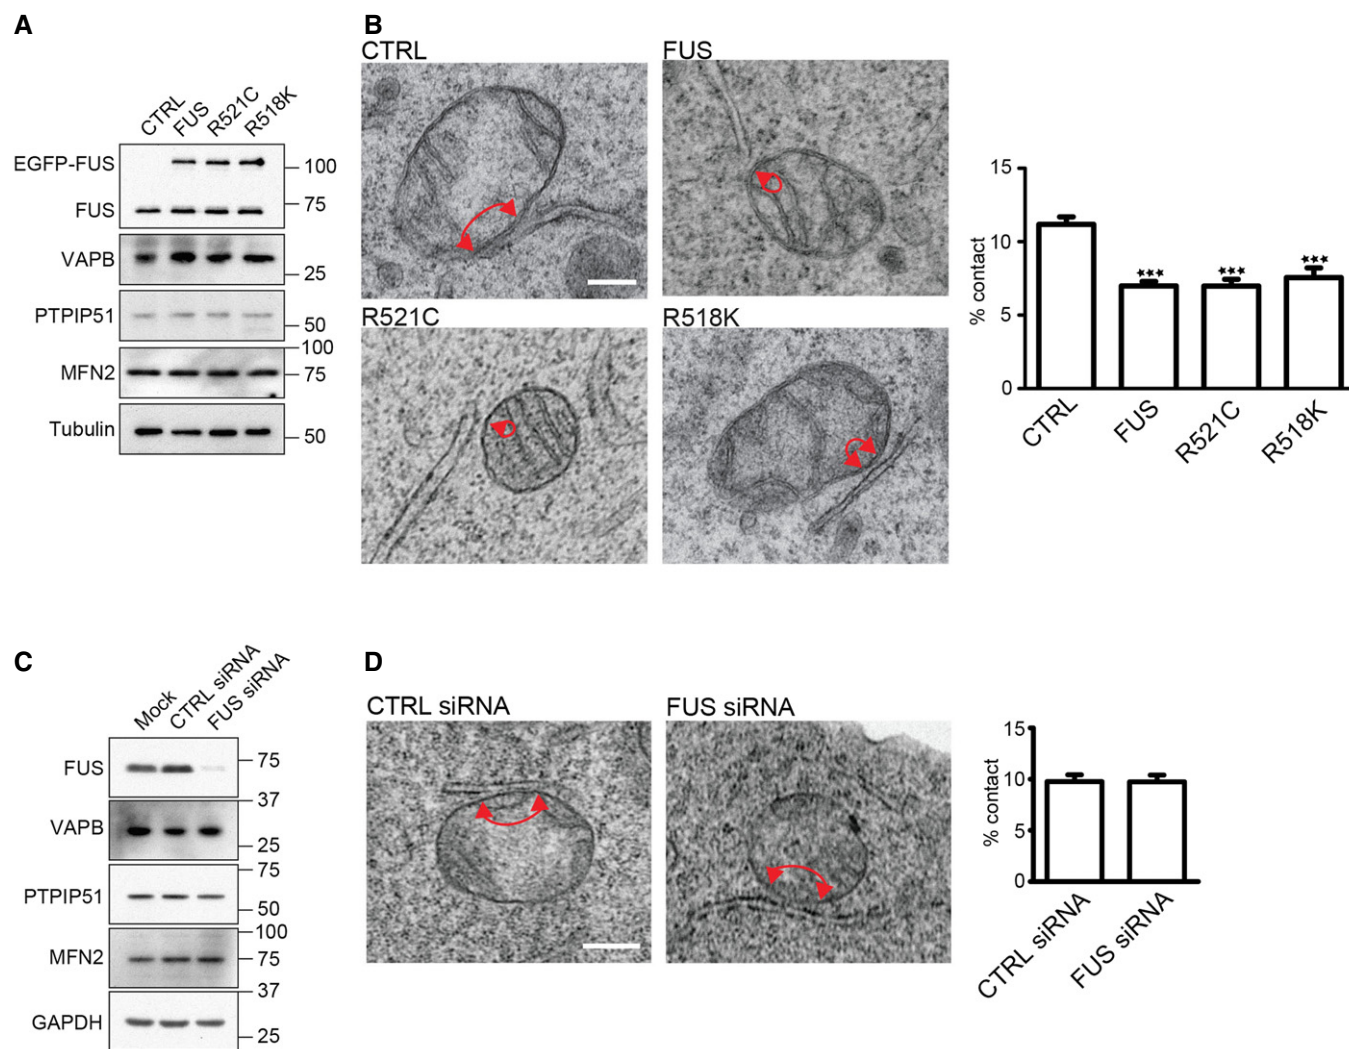 A
CTRL
FUS
R521C
R518K
EGFP-FUS
100
FUS
75
VAPB
25
PTPIP51
50
100
MFN2
75
Tubulin
50
B
CTRL
FUS
R521C
R518K
% contact
15
10
5
0
***
***
***
CTRL
FUS
R521C
R518K
C
Mock
CTRL siRNA
FUS siRNA
FUS
75
37
VAPB
25
75
PTPIP51
50
100
MFN2
75
37
GAPDH
25
D
CTRL siRNA
FUS siRNA
% contact
15
10
5
0
CTRL siRNA
FUS siRNA